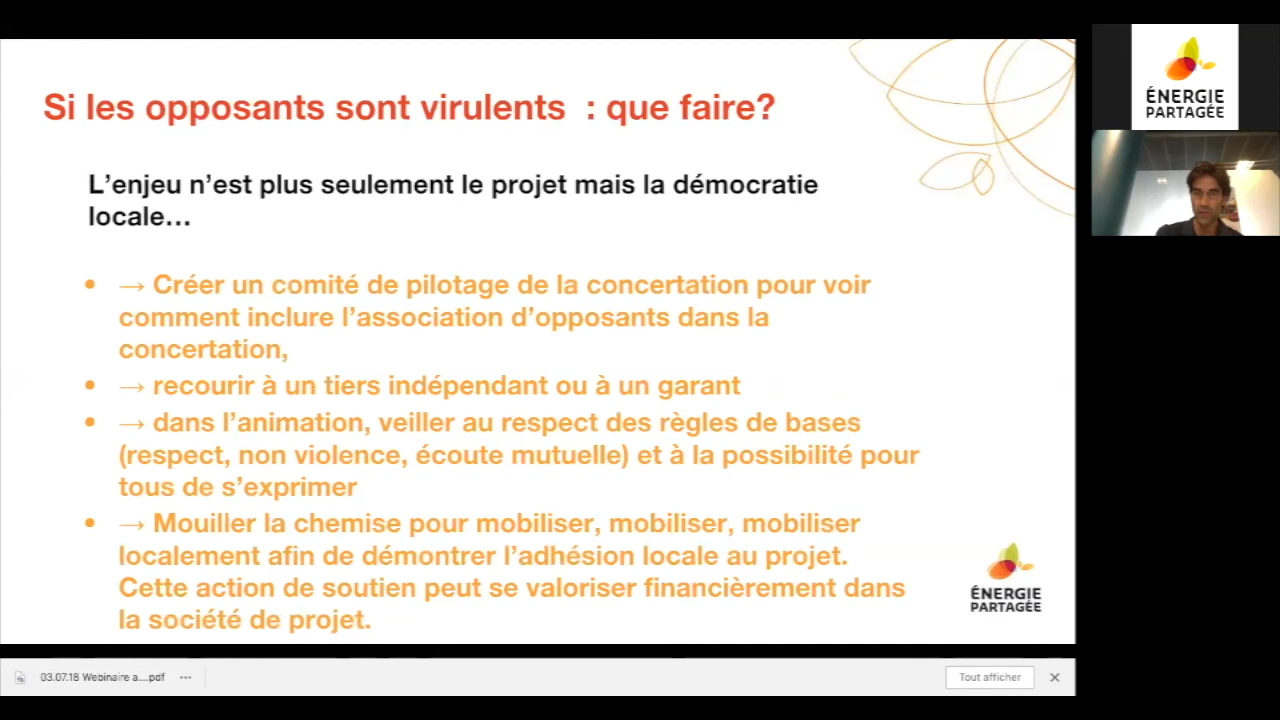 Si les opposants sont virulents : que faire?
L’enjeu n’est plus seulement le projet mais la démocratie
locale…
• → Créer un comité de pilotage de la concertation pour voir
comment inclure l’association d’opposants dans la
concertation,
• → recourir à un tiers indépendant ou à un garant
• → dans l’animation, veiller au respect des règles de bases
(respect, non violence, écoute mutuelle) et à la possibilité pour
tous de s’exprimer
• → Mouiller la chemise pour mobiliser, mobiliser, mobiliser
localement afin de démontrer l’adhésion locale au projet.
Cette action de soutien peut se valoriser financièrement dans
la société de projet.
ÉNERGIE
PARTAGÉE
03.07.18 Webinaire a....pdf
Tout afficher
ÉNERGIE
PARTAGÉE